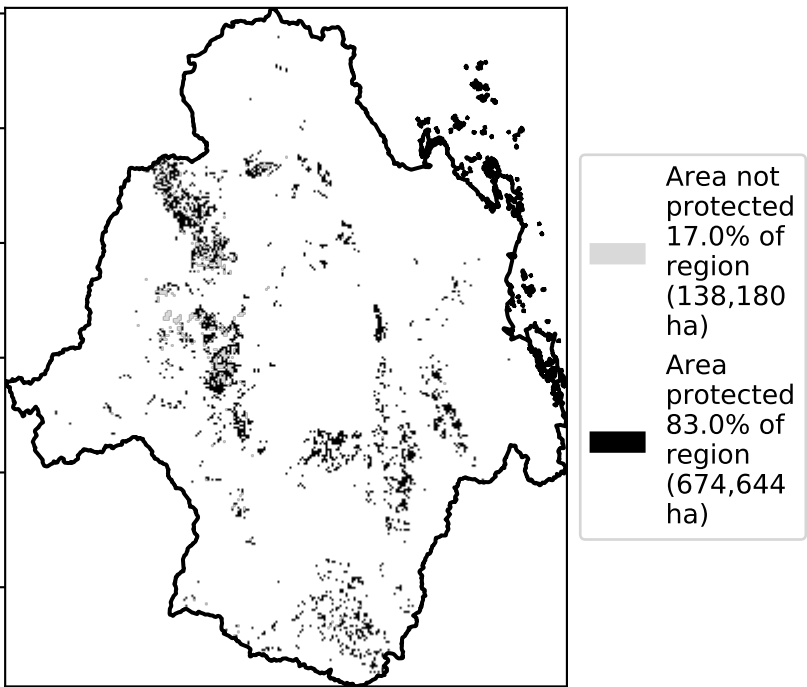 Area not
protected
17.0% of
region
(138,180
ha)
Area
protected
83.0% of
region
(674,644
ha)